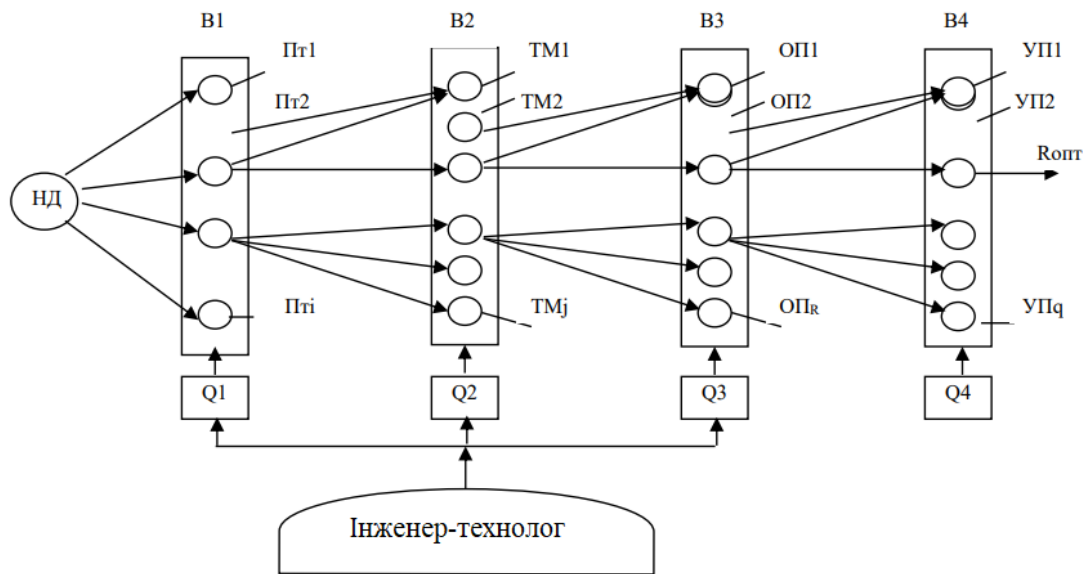 В1 В2 В3 В4
Пт1 ТМ1 ОП1 УП1
Пт2 ТМ2 ОП2 УП2
Rопт
НД
Птi ТМj ОПR УПq
Q1 Q2 Q3 Q4
Інженер-технолог